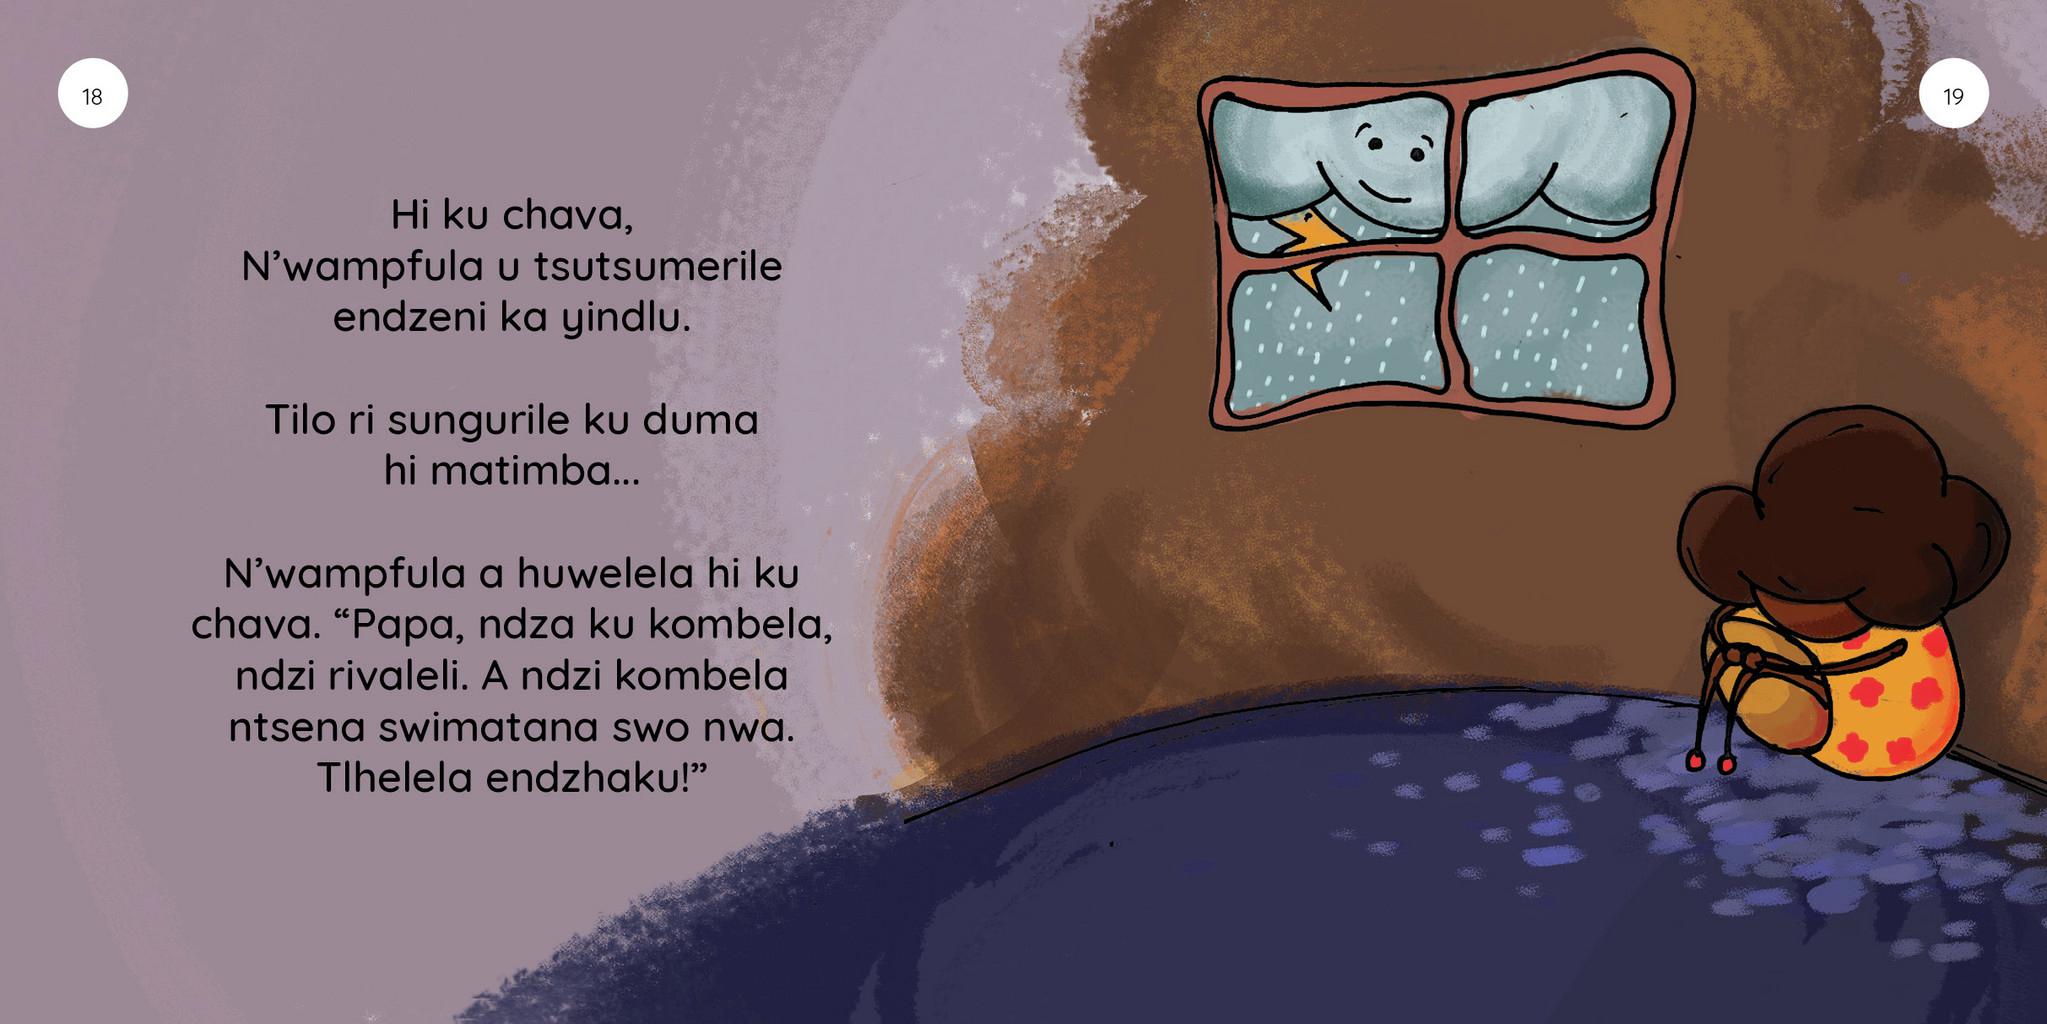 18
Hi ku chava,
N’wampfula u tsutsumerile
endzeni ka yindlu.
Tilo ri sungurile ku duma
hi matimba...
N’wampfula a huwelela hi ku
chava. “Papa, ndza ku kombela,
ndzi rivaleli. A ndzi kombela
ntsena swimatana swo nwa.
Tlhelela endzhaku!”
19